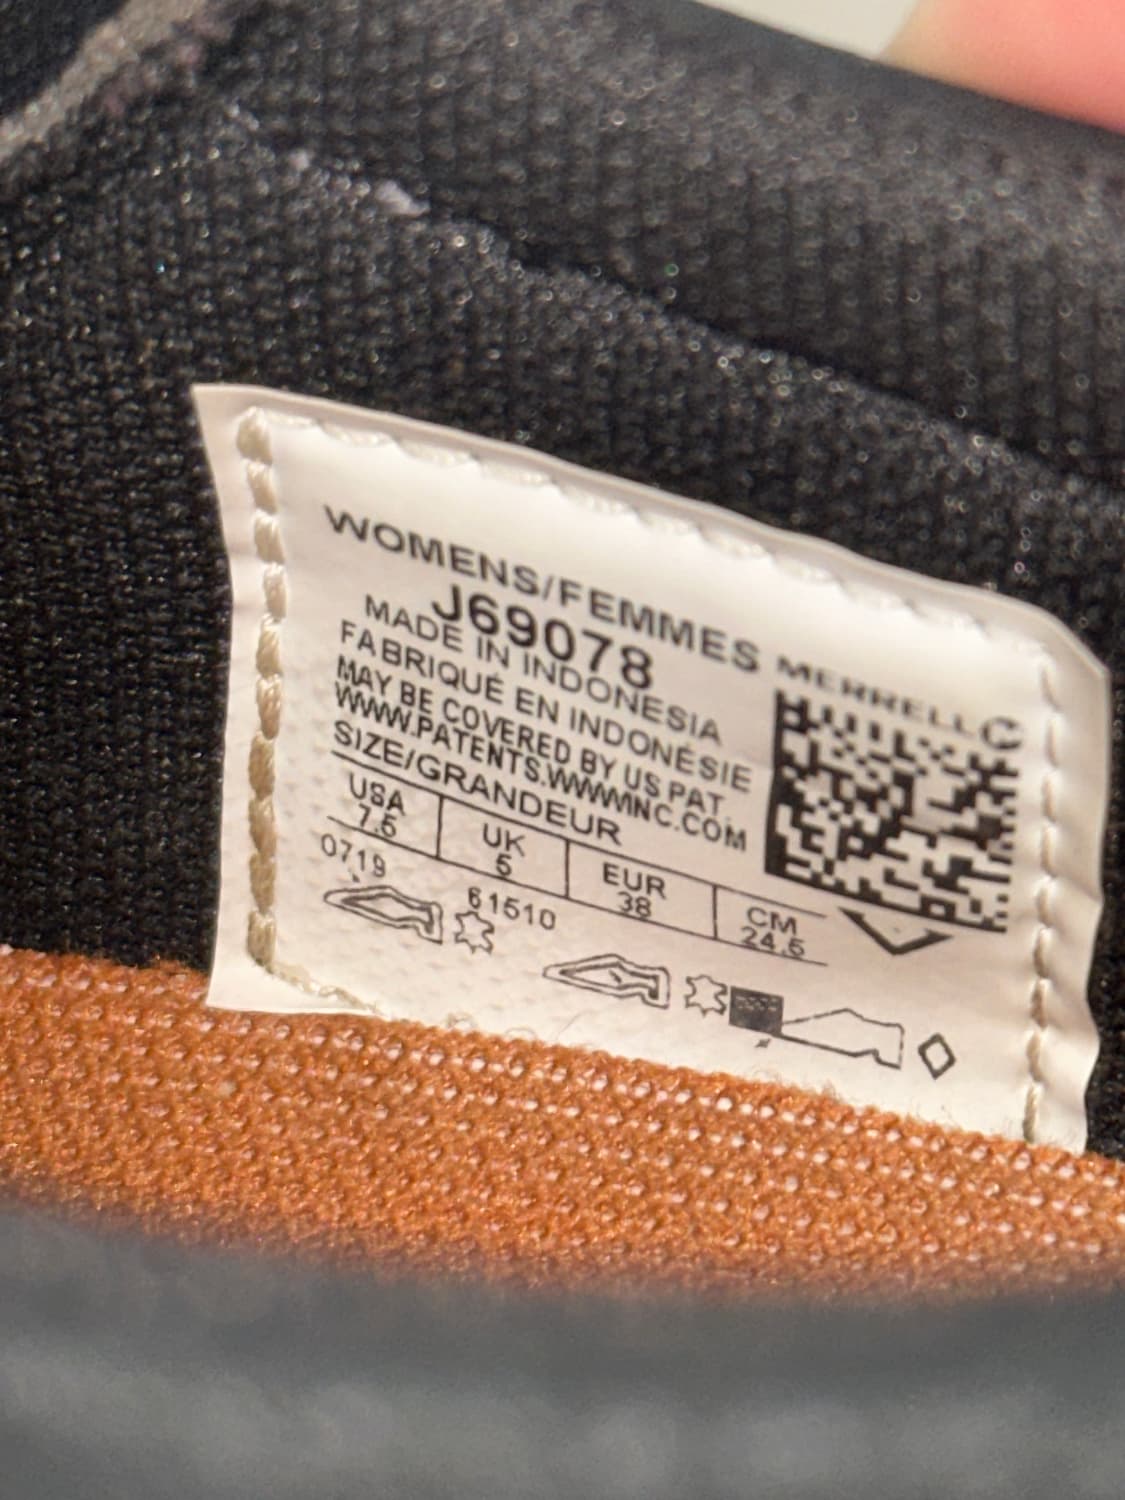 WOMENS/FEMMES
J69078
MADE IN INDONESIA
FABRIQUÉ EN INDONÉSIE
MAY BE COVERED BY US PAT.
WWW.PATENTS.WWWINC.COM
SIZE/GRANDEUR
USA UK EUR CM
7.5 5 38 24.5
0719 61510
MERRELL